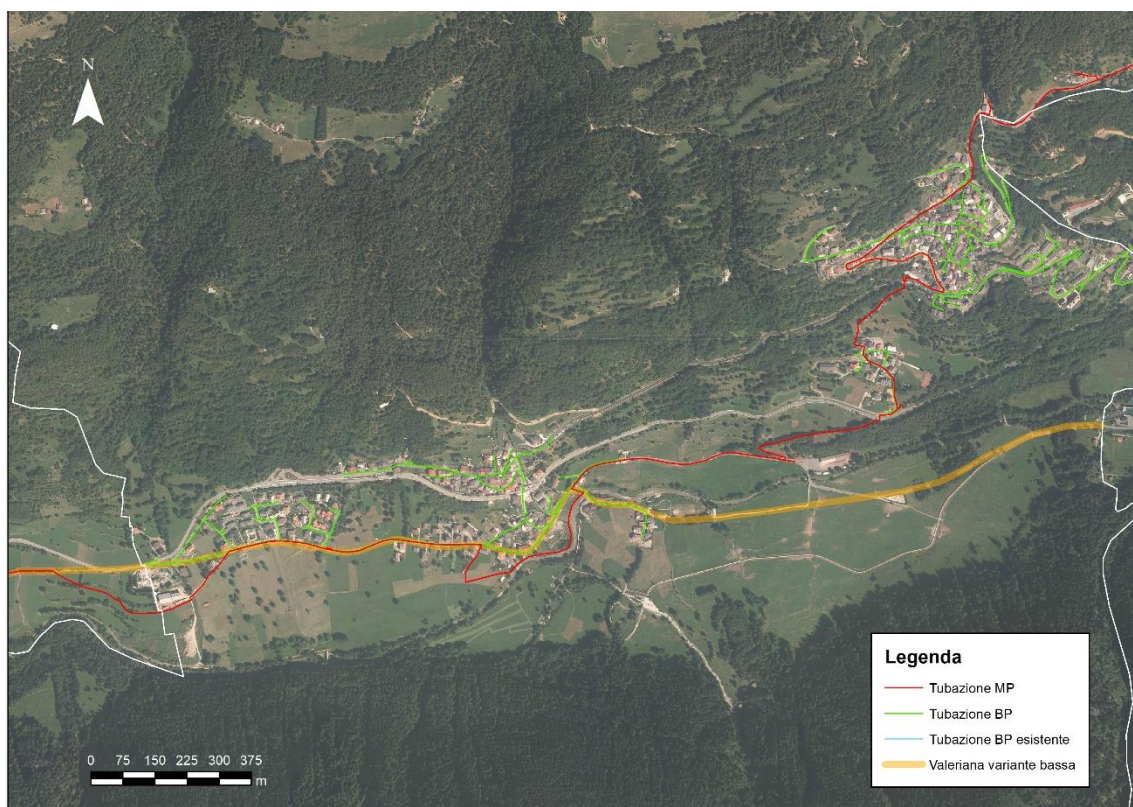 N
0 75 150 225 300 375
m
Legenda
Tubazione MP
Tubazione BP
Tubazione BP esistente
Valeriana variante bassa